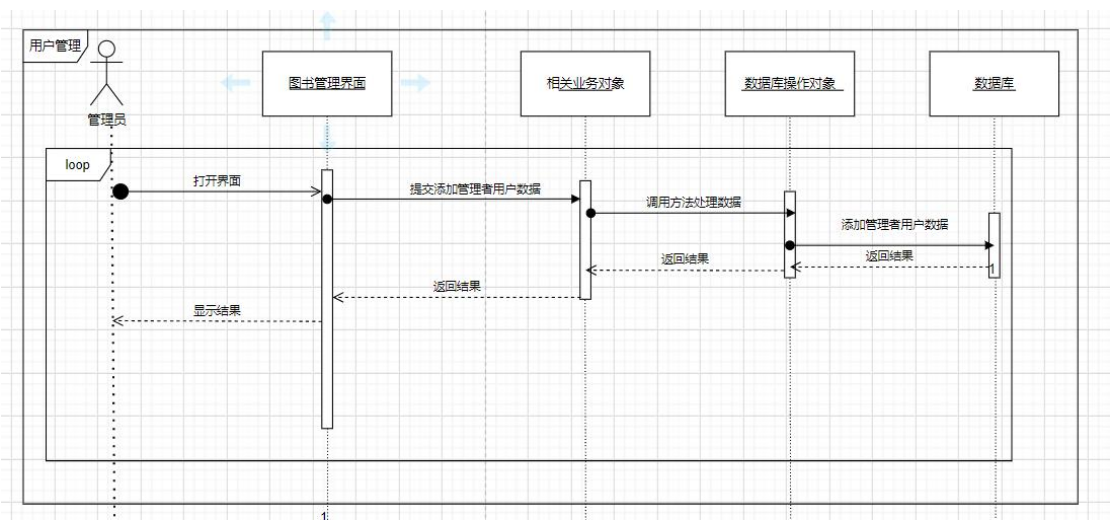 用户管理
管理员
图书管理界面
相关业务对象
数据库操作对象
数据库
loop
打开界面
提交添加管理者用户数据
调用方法处理数据
添加管理者用户数据
返回结果
返回结果
1
返回结果
显示结果
1